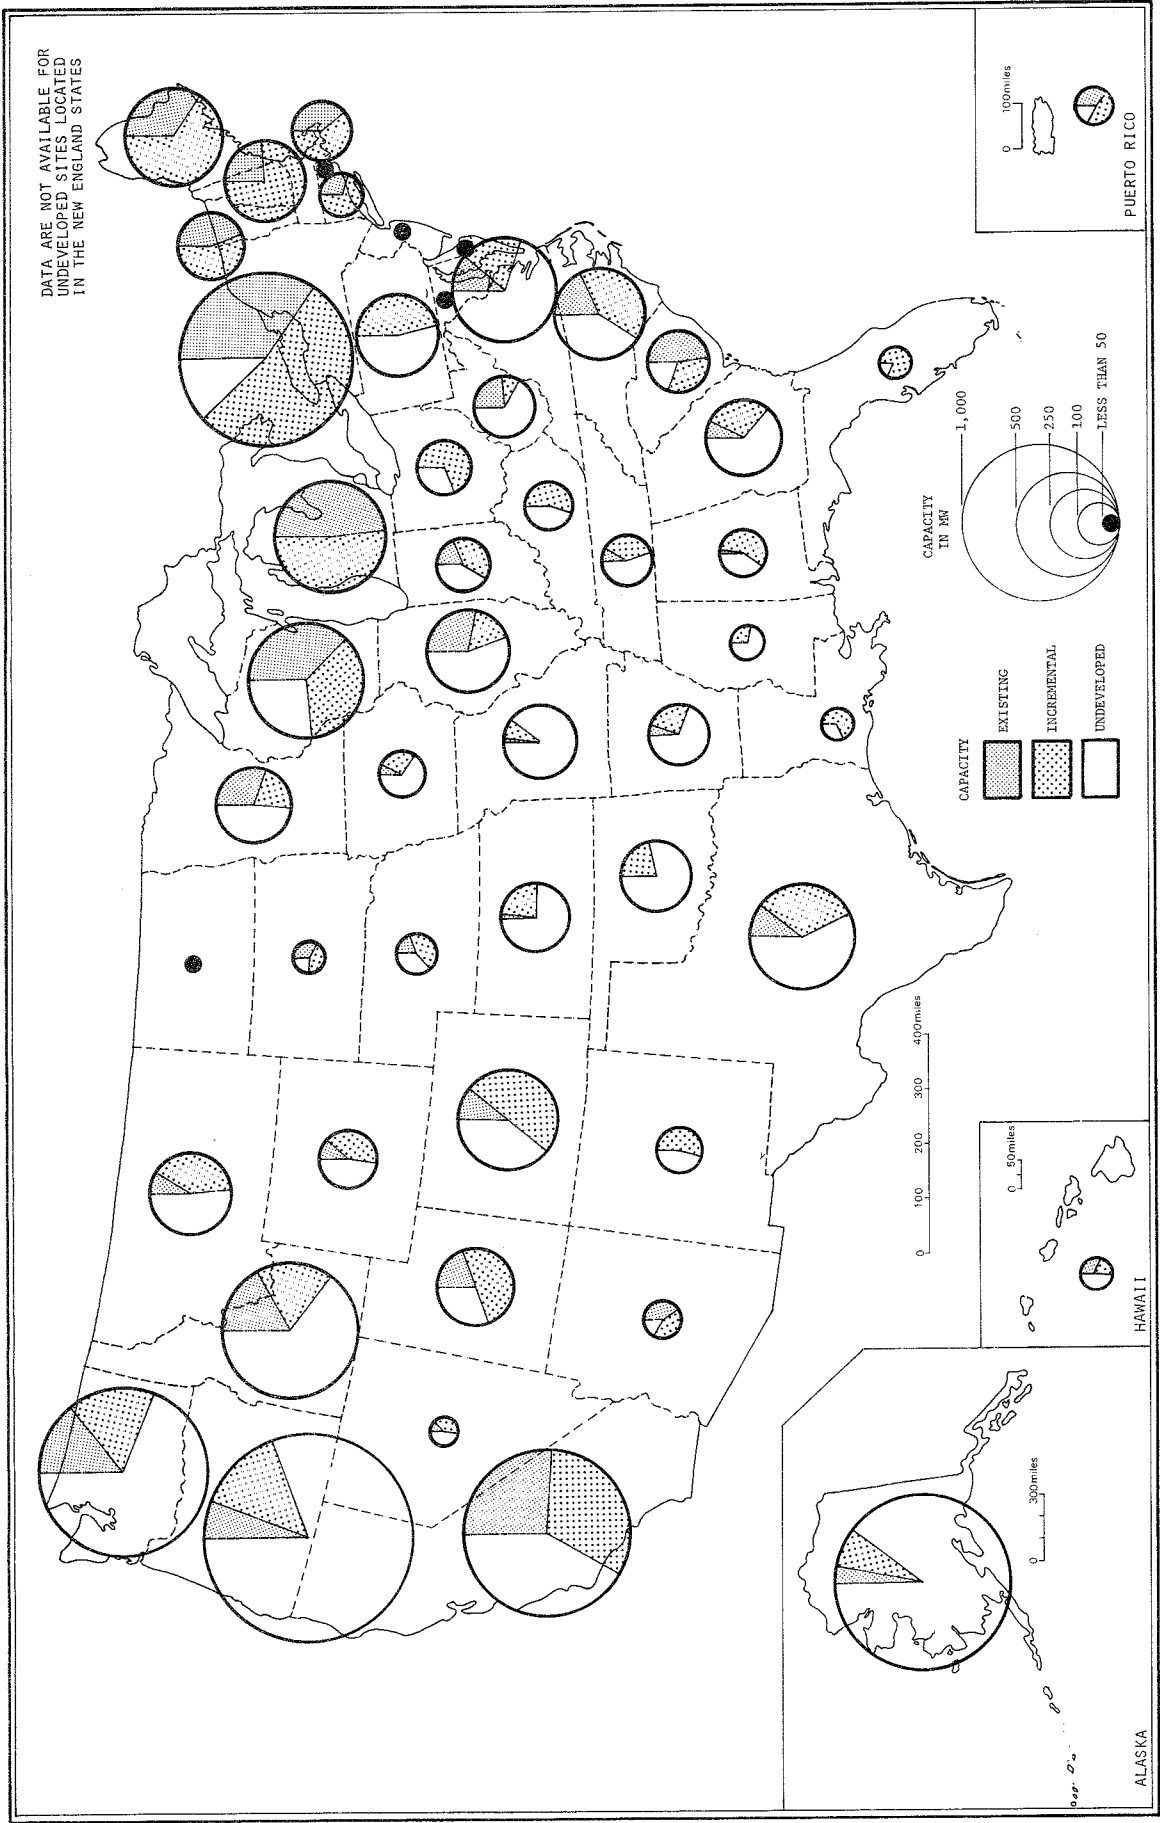 DATA ARE NOT AVAILABLE FOR
UNDEVELOPED SITES LOCATED
IN THE NEW ENGLAND STATES
CAPACITY
IN MW
1,000
500
250
100
LESS THAN 50
CAPACITY
EXISTING
INCREMENTAL
UNDEVELOPED
0 100 200 300 400miles
0 100miles
PUERTO RICO
0 50miles
HAWAII
0 300miles
ALASKA